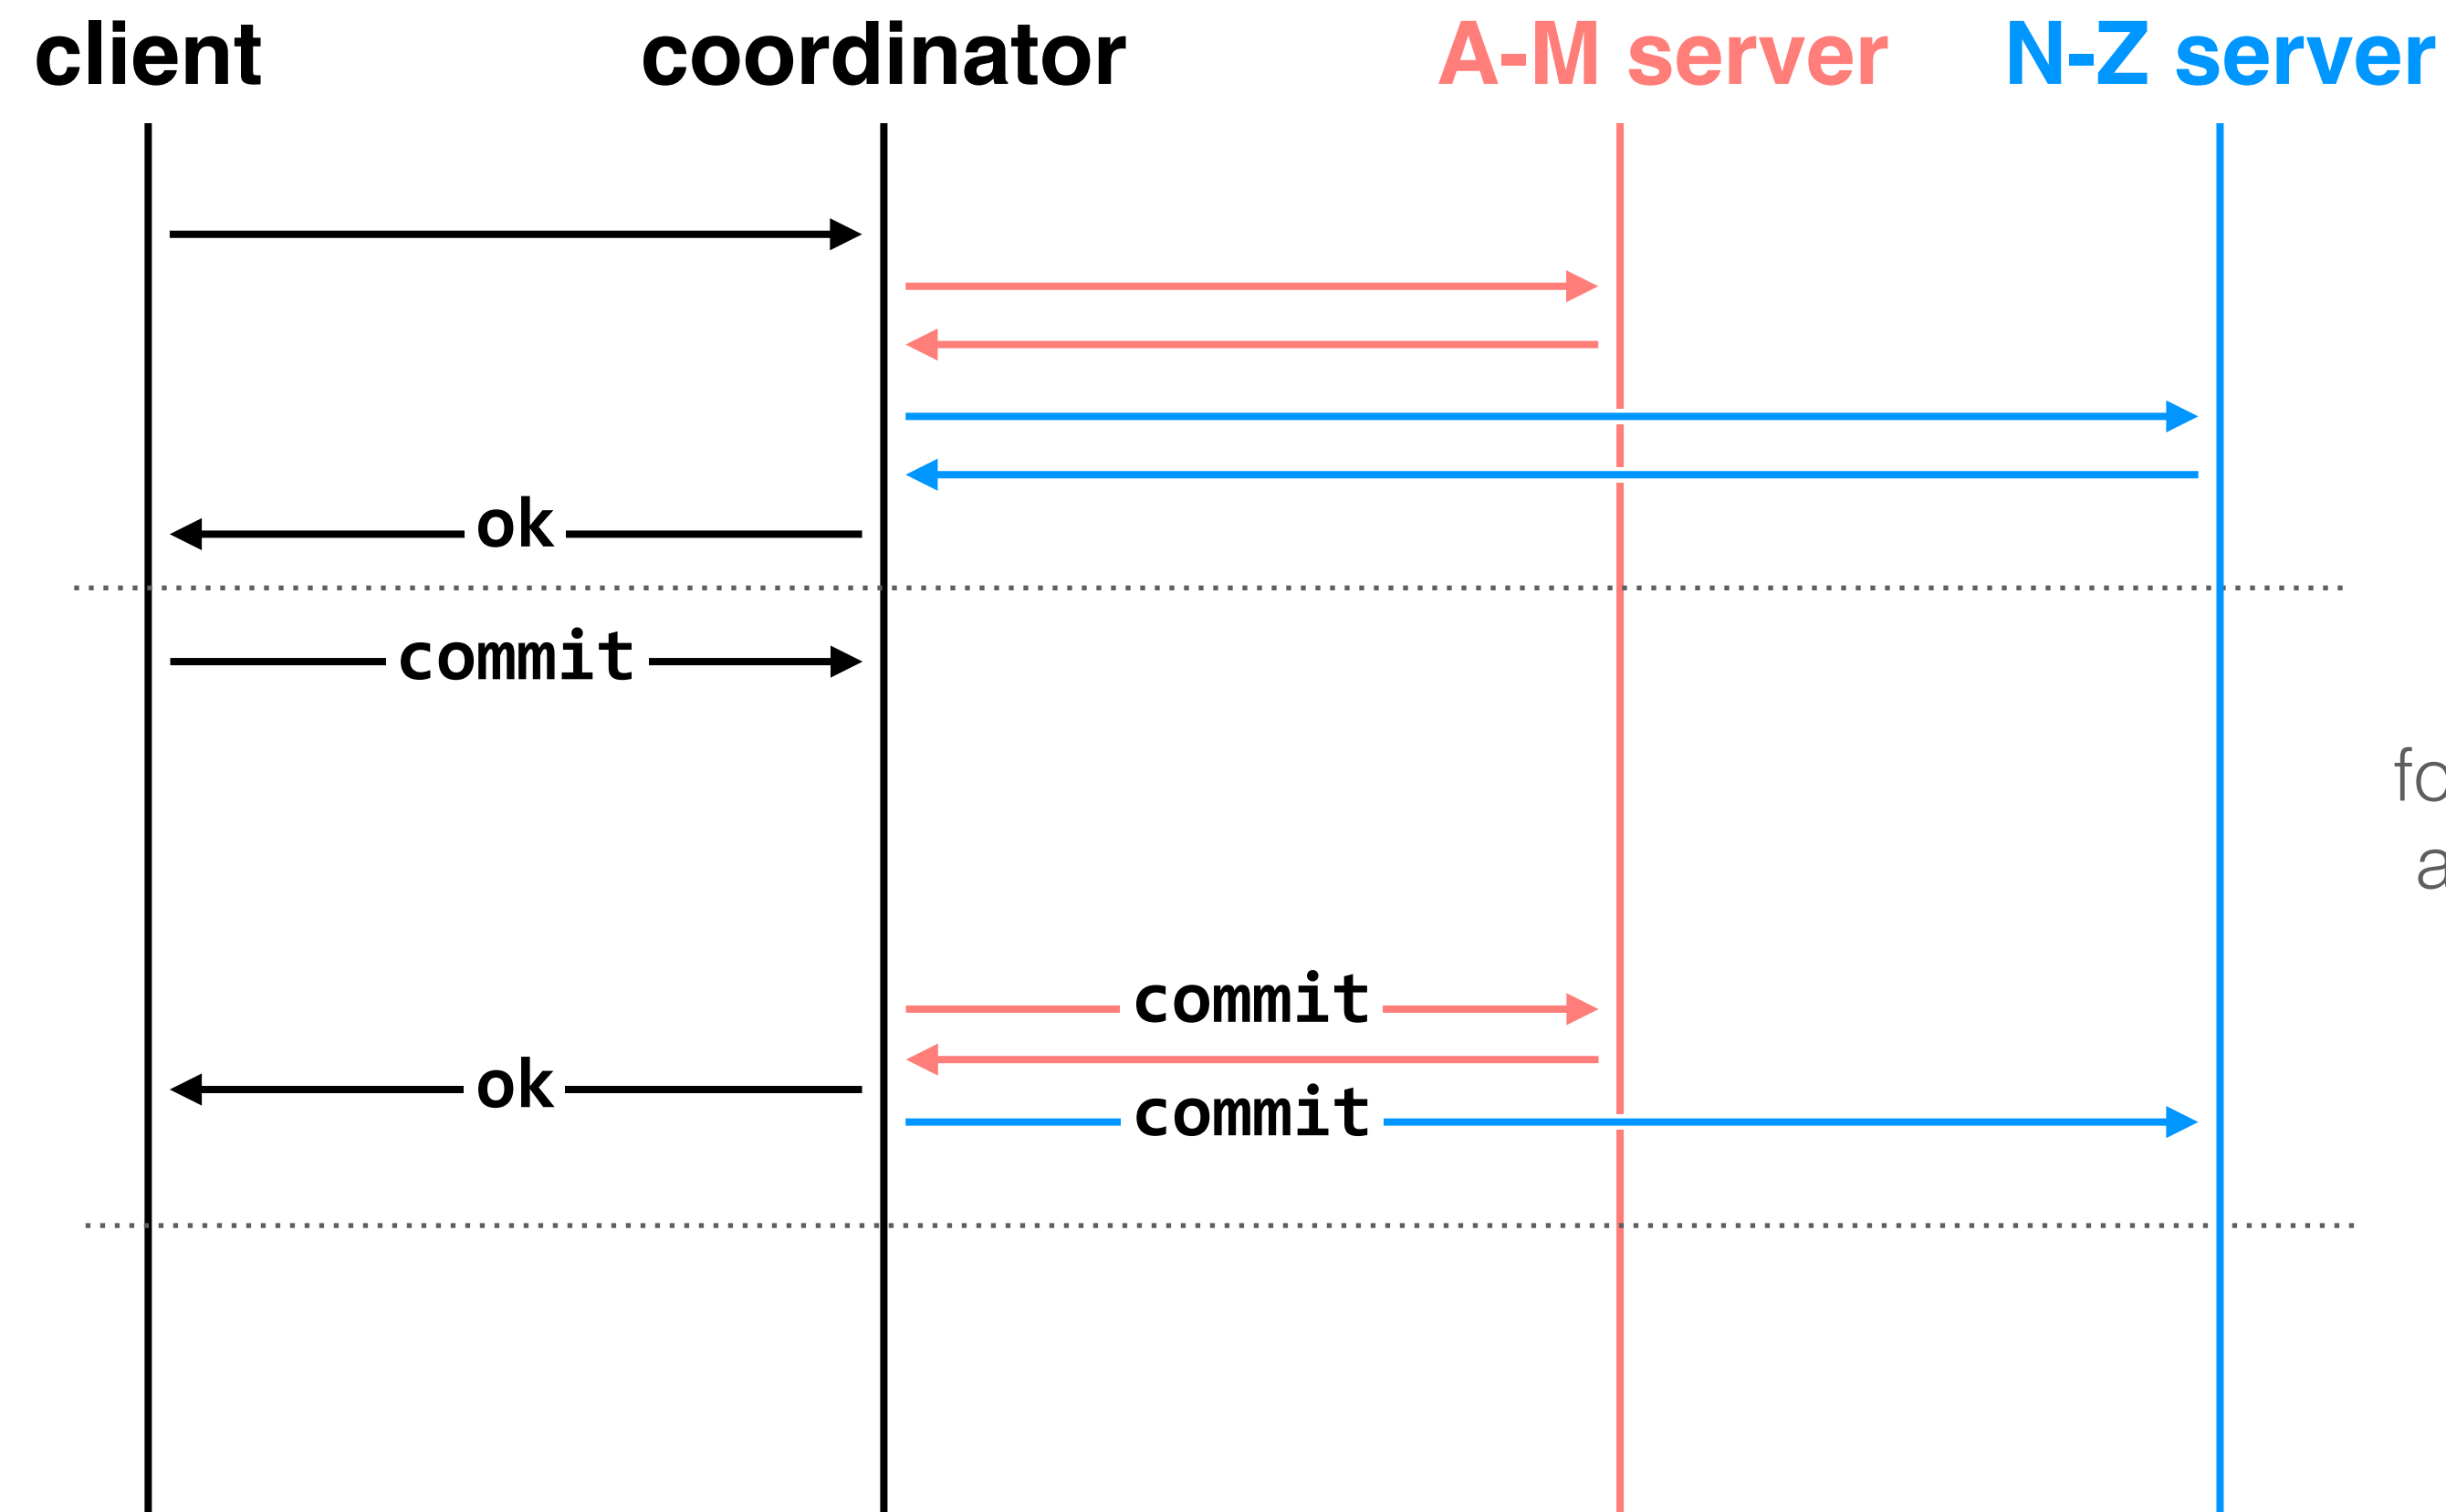 client coordinator A-M server N-Z server
ok
commit
commit
ok
commit